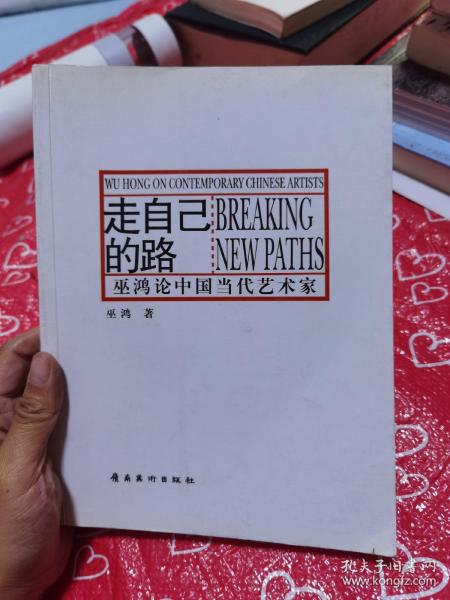 WU HONG ON CONTEMPORARY CHINESE ARTISTS
走自己
的路
BREAKING
NEW PATHS
巫鸿论中国当代艺术家
巫鸿 著
岭南美术出版社
孔夫子旧书网
www.kongfz.com